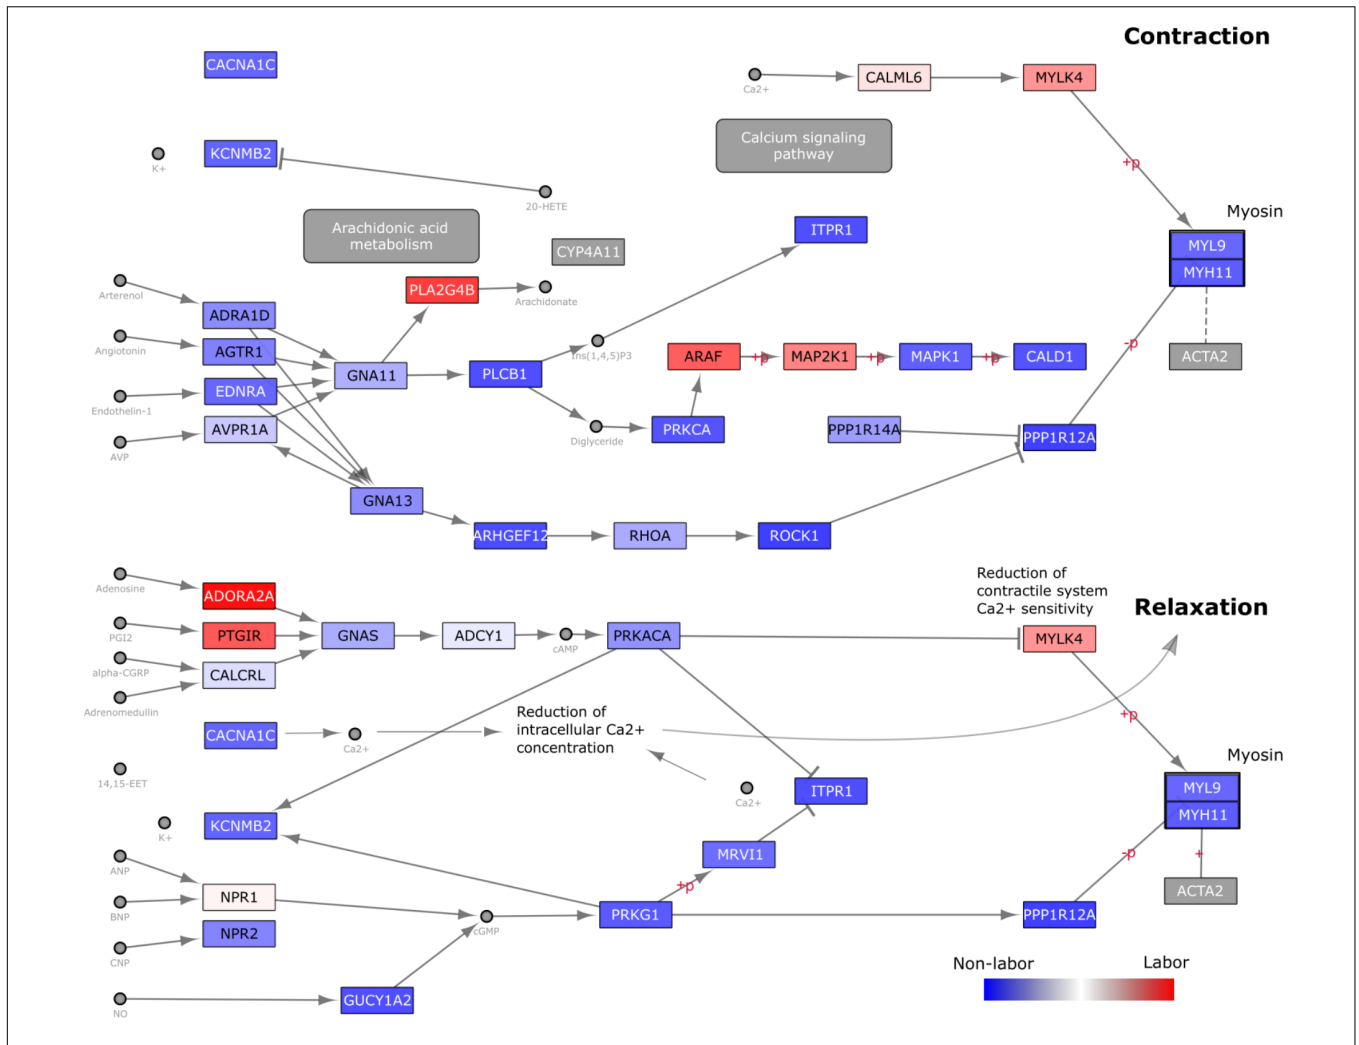 Contraction
CACNA1C
CALML6
MYLK4
Ca2+
Calcium signaling
pathway
KCNMB2
K+
+p
20-HETE
Myosin
Arachidonic acid
metabolism
ITPR1
CYP4A11
MYL9
MYH11
PLA2G4B
Arterenol
Arachidonate
ADRA1D
Angiotonin
AGTR1
Ins(1,4,5)P3
-p
ARAF
+p
MAP2K1
+p
MAPK1
+p
CALD1
ACTA2
GNA11
PLCB1
EDNRA
Endothelin-1
AVPR1A
AVP
Diglyceride
PRKCA
PPP1R14A
PPP1R12A
GNA13
ARHGEF12
RHOA
ROCK1
Adenosine
ADORA2A
Reduction of
contractile system
Ca2+ sensitivity
Relaxation
PGI2
PTGIR
GNAS
ADCY1
cAMP
PRKACA
MYLK4
alpha-CGRP
CALCRL
Adrenomedullin
+p
CACNA1C
Ca2+
Reduction of
intracellular Ca2+
concentration
Myosin
14,15-EET
Ca2+
ITPR1
MYL9
MYH11
K+
KCNMB2
MRVI1
-p
+
ANP
+p
NPR1
ACTA2
BNP
cGMP
PRKG1
PPP1R12A
NPR2
CNP
Non-labor
Labor
NO
GUCY1A2